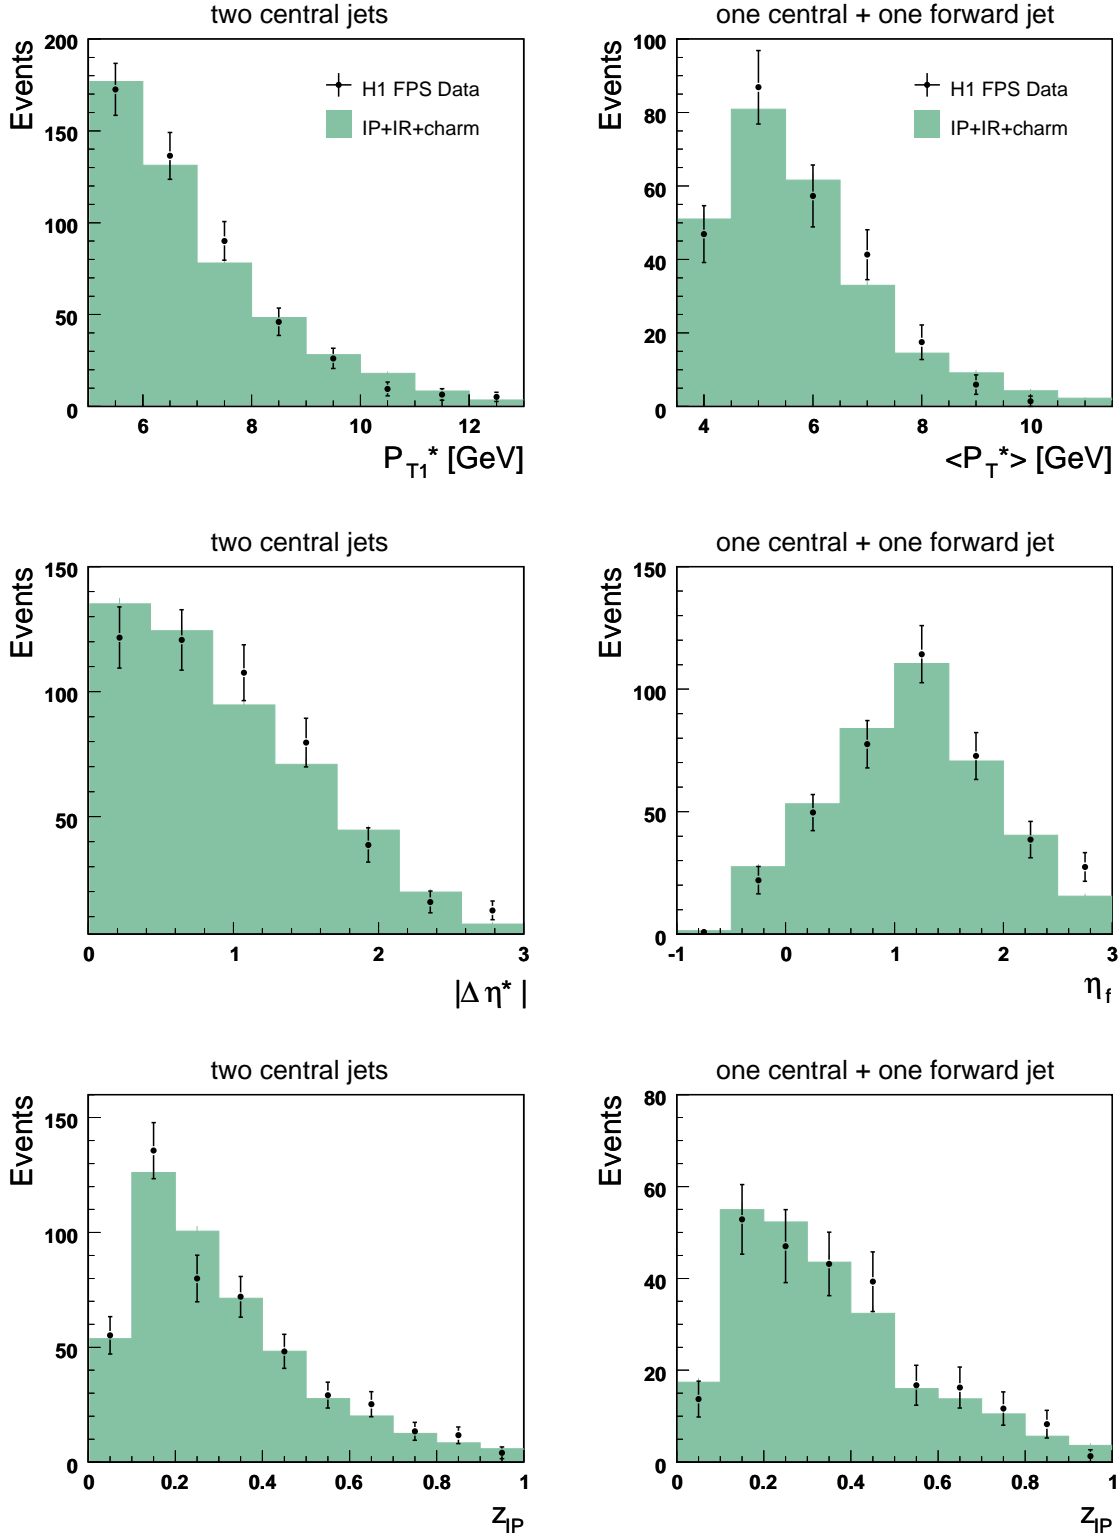 two central jets
Events
200
150
100
50
0
H1 FPS Data
IP+IR+charm
6 8 10 12
P_T1* [GeV]
one central + one forward jet
Events
100
80
60
40
20
0
H1 FPS Data
IP+IR+charm
4 6 8 10
<P_T*> [GeV]
two central jets
Events
150
100
50
0 1 2 3
|Δ η* |
one central + one forward jet
Events
150
100
50
0
-1 0 1 2 3
η_f
two central jets
Events
150
100
50
0
0 0.2 0.4 0.6 0.8 1
z_IP
one central + one forward jet
Events
80
60
40
20
0
0 0.2 0.4 0.6 0.8 1
z_IP